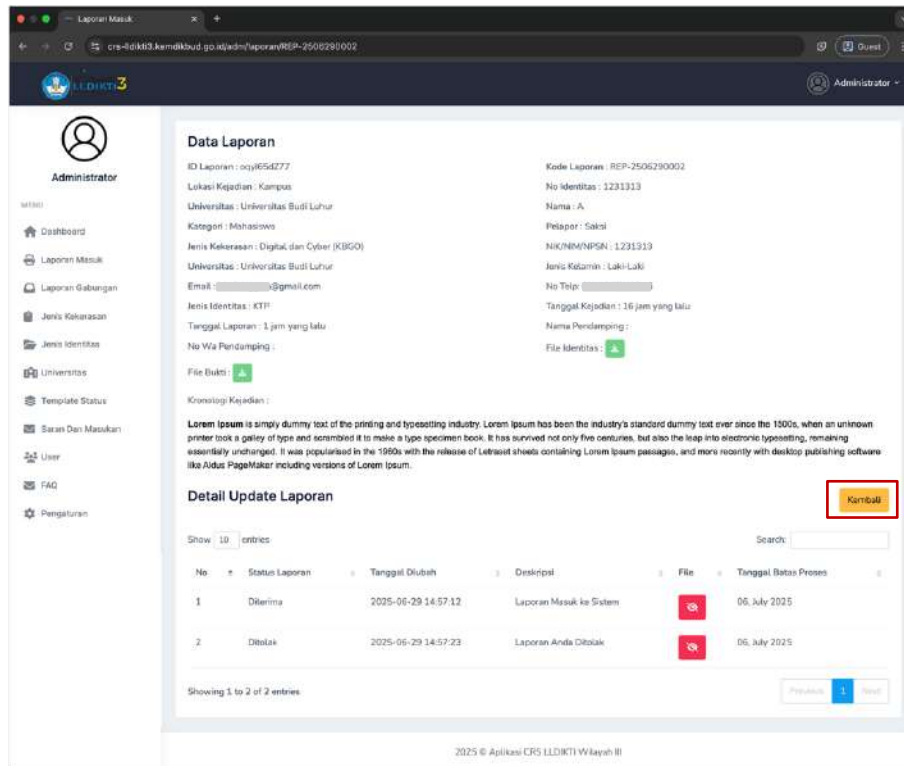 Laporan Masuk
crs-lldikti3.kemdikbud.go.id/adm/laporan/REP-2506290002
Guest
LLDIKTI 3
Administrator
Administrator
MENU
Dashboard
Laporan Masuk
Laporan Gabungan
Jenis Kekerasan
Jenis Identitas
Universitas
Template Status
Saran Dan Masukan
User
FAQ
Pengaturan
Data Laporan
ID Laporan : oqyl65dZ77
Kode Laporan : REP-2506290002
Lokasi Kejadian : Kampus
No Identitas : 1231313
Universitas : Universitas Budi Luhur
Nama : A
Kategori : Mahasiswa
Pelapor : Saksi
Jenis Kekerasan : Digital dan Cyber (KBGO)
NIK/NIM/NPSN : 1231313
Universitas : Universitas Budi Luhur
Jenis Kelamin : Laki-Laki
Email : @gmail.com
No Telp:
Jenis Identitas : KTP
Tanggal Kejadian : 16 jam yang lalu
Tanggal Laporan : 1 jam yang lalu
Nama Pendamping :
No Wa Pendamping :
File Identitas :
File Bukti :
Kronologi Kejadian :
Lorem Ipsum is simply dummy text of the printing and typesetting industry. Lorem Ipsum has been the industry's standard dummy text ever since the 1500s, when an unknown
printer took a galley of type and scrambled it to make a type specimen book. It has survived not only five centuries, but also the leap into electronic typesetting, remaining
essentially unchanged. It was popularised in the 1960s with the release of Letraset sheets containing Lorem Ipsum passages, and more recently with desktop publishing software
like Aldus PageMaker including versions of Lorem Ipsum.
Detail Update Laporan
Kembali
Show 10 entries
Search:
No Status Laporan Tanggal Diubah Deskripsi File Tanggal Batas Proses
1 Diterima 2025-06-29 14:57:12 Laporan Masuk ke Sistem 06, July 2025
2 Ditolak 2025-06-29 14:57:23 Laporan Anda Ditolak 06, July 2025
Showing 1 to 2 of 2 entries
Previous 1 Next
2025 © Aplikasi CRS LLDIKTI Wilayah III